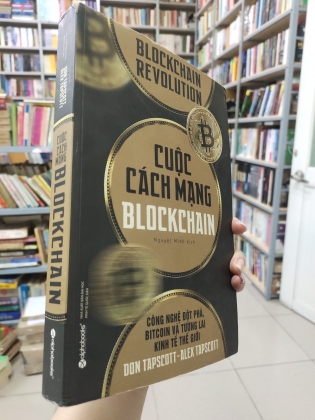 BLOCKCHAIN
REVOLUTION
CUỘC
CÁCH MẠNG
BLOCKCHAIN
CÔNG NGHỆ ĐỘT PHÁ,
BITCOIN VÀ TƯƠNG LAI
KINH TẾ THẾ GIỚI
DON TAPSCOTT - ALEX TAPSCOTT
CUỘC
CÁCH MẠNG
BLOCKCHAIN
alphabooks